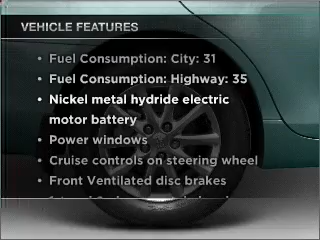 VEHICLE FEATURES
• Fuel Consumption: City: 31
• Fuel Consumption: Highway: 35
• Nickel metal hydride electric
motor battery
• Power windows
• Cruise controls on steering wheel
• Front Ventilated disc brakes